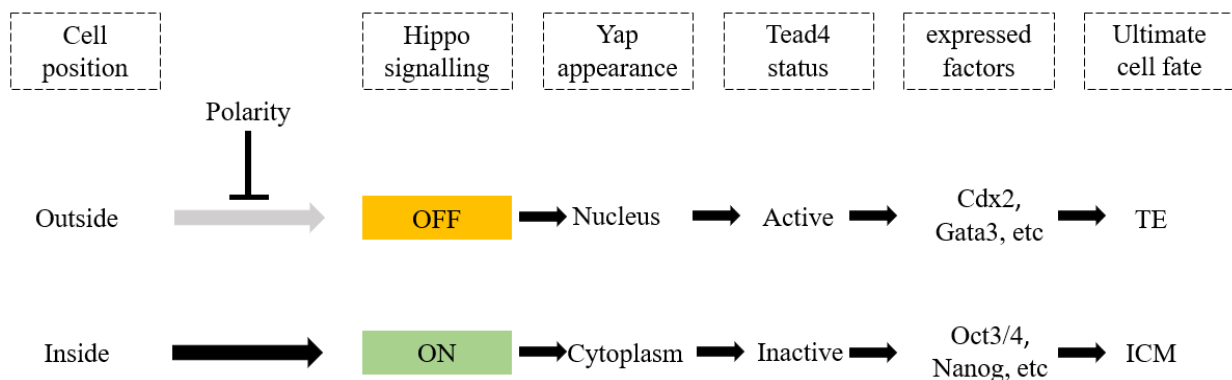 Cell
position
Hippo
signalling
Yap
appearance
Tead4
status
expressed
factors
Ultimate
cell fate
Polarity
Outside
OFF
Nucleus
Active
Cdx2,
Gata3, etc
TE
Inside
ON
Cytoplasm
Inactive
Oct3/4,
Nanog, etc
ICM